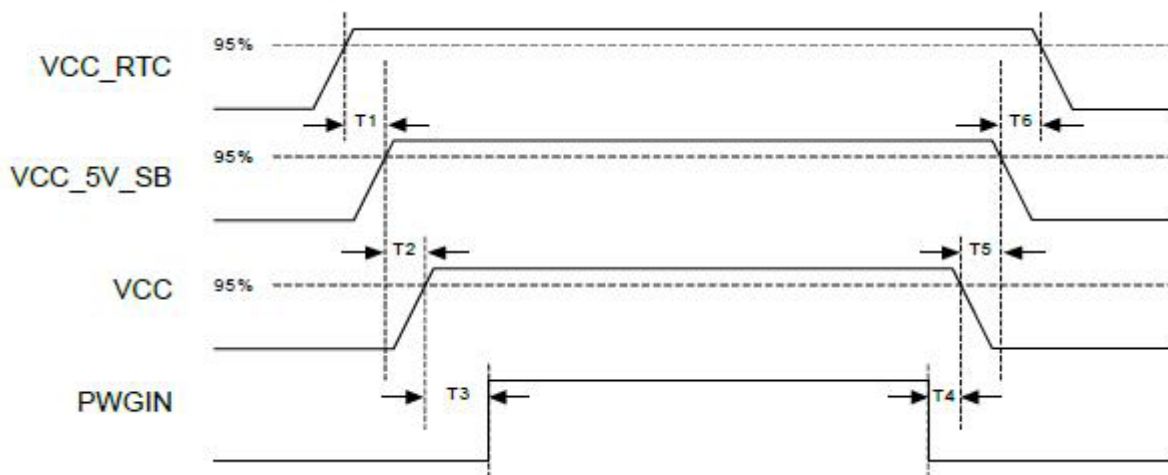 95%
VCC_RTC
T1
T6
95%
VCC_5V_SB
T2
T5
95%
VCC
T3
T4
PWGIN